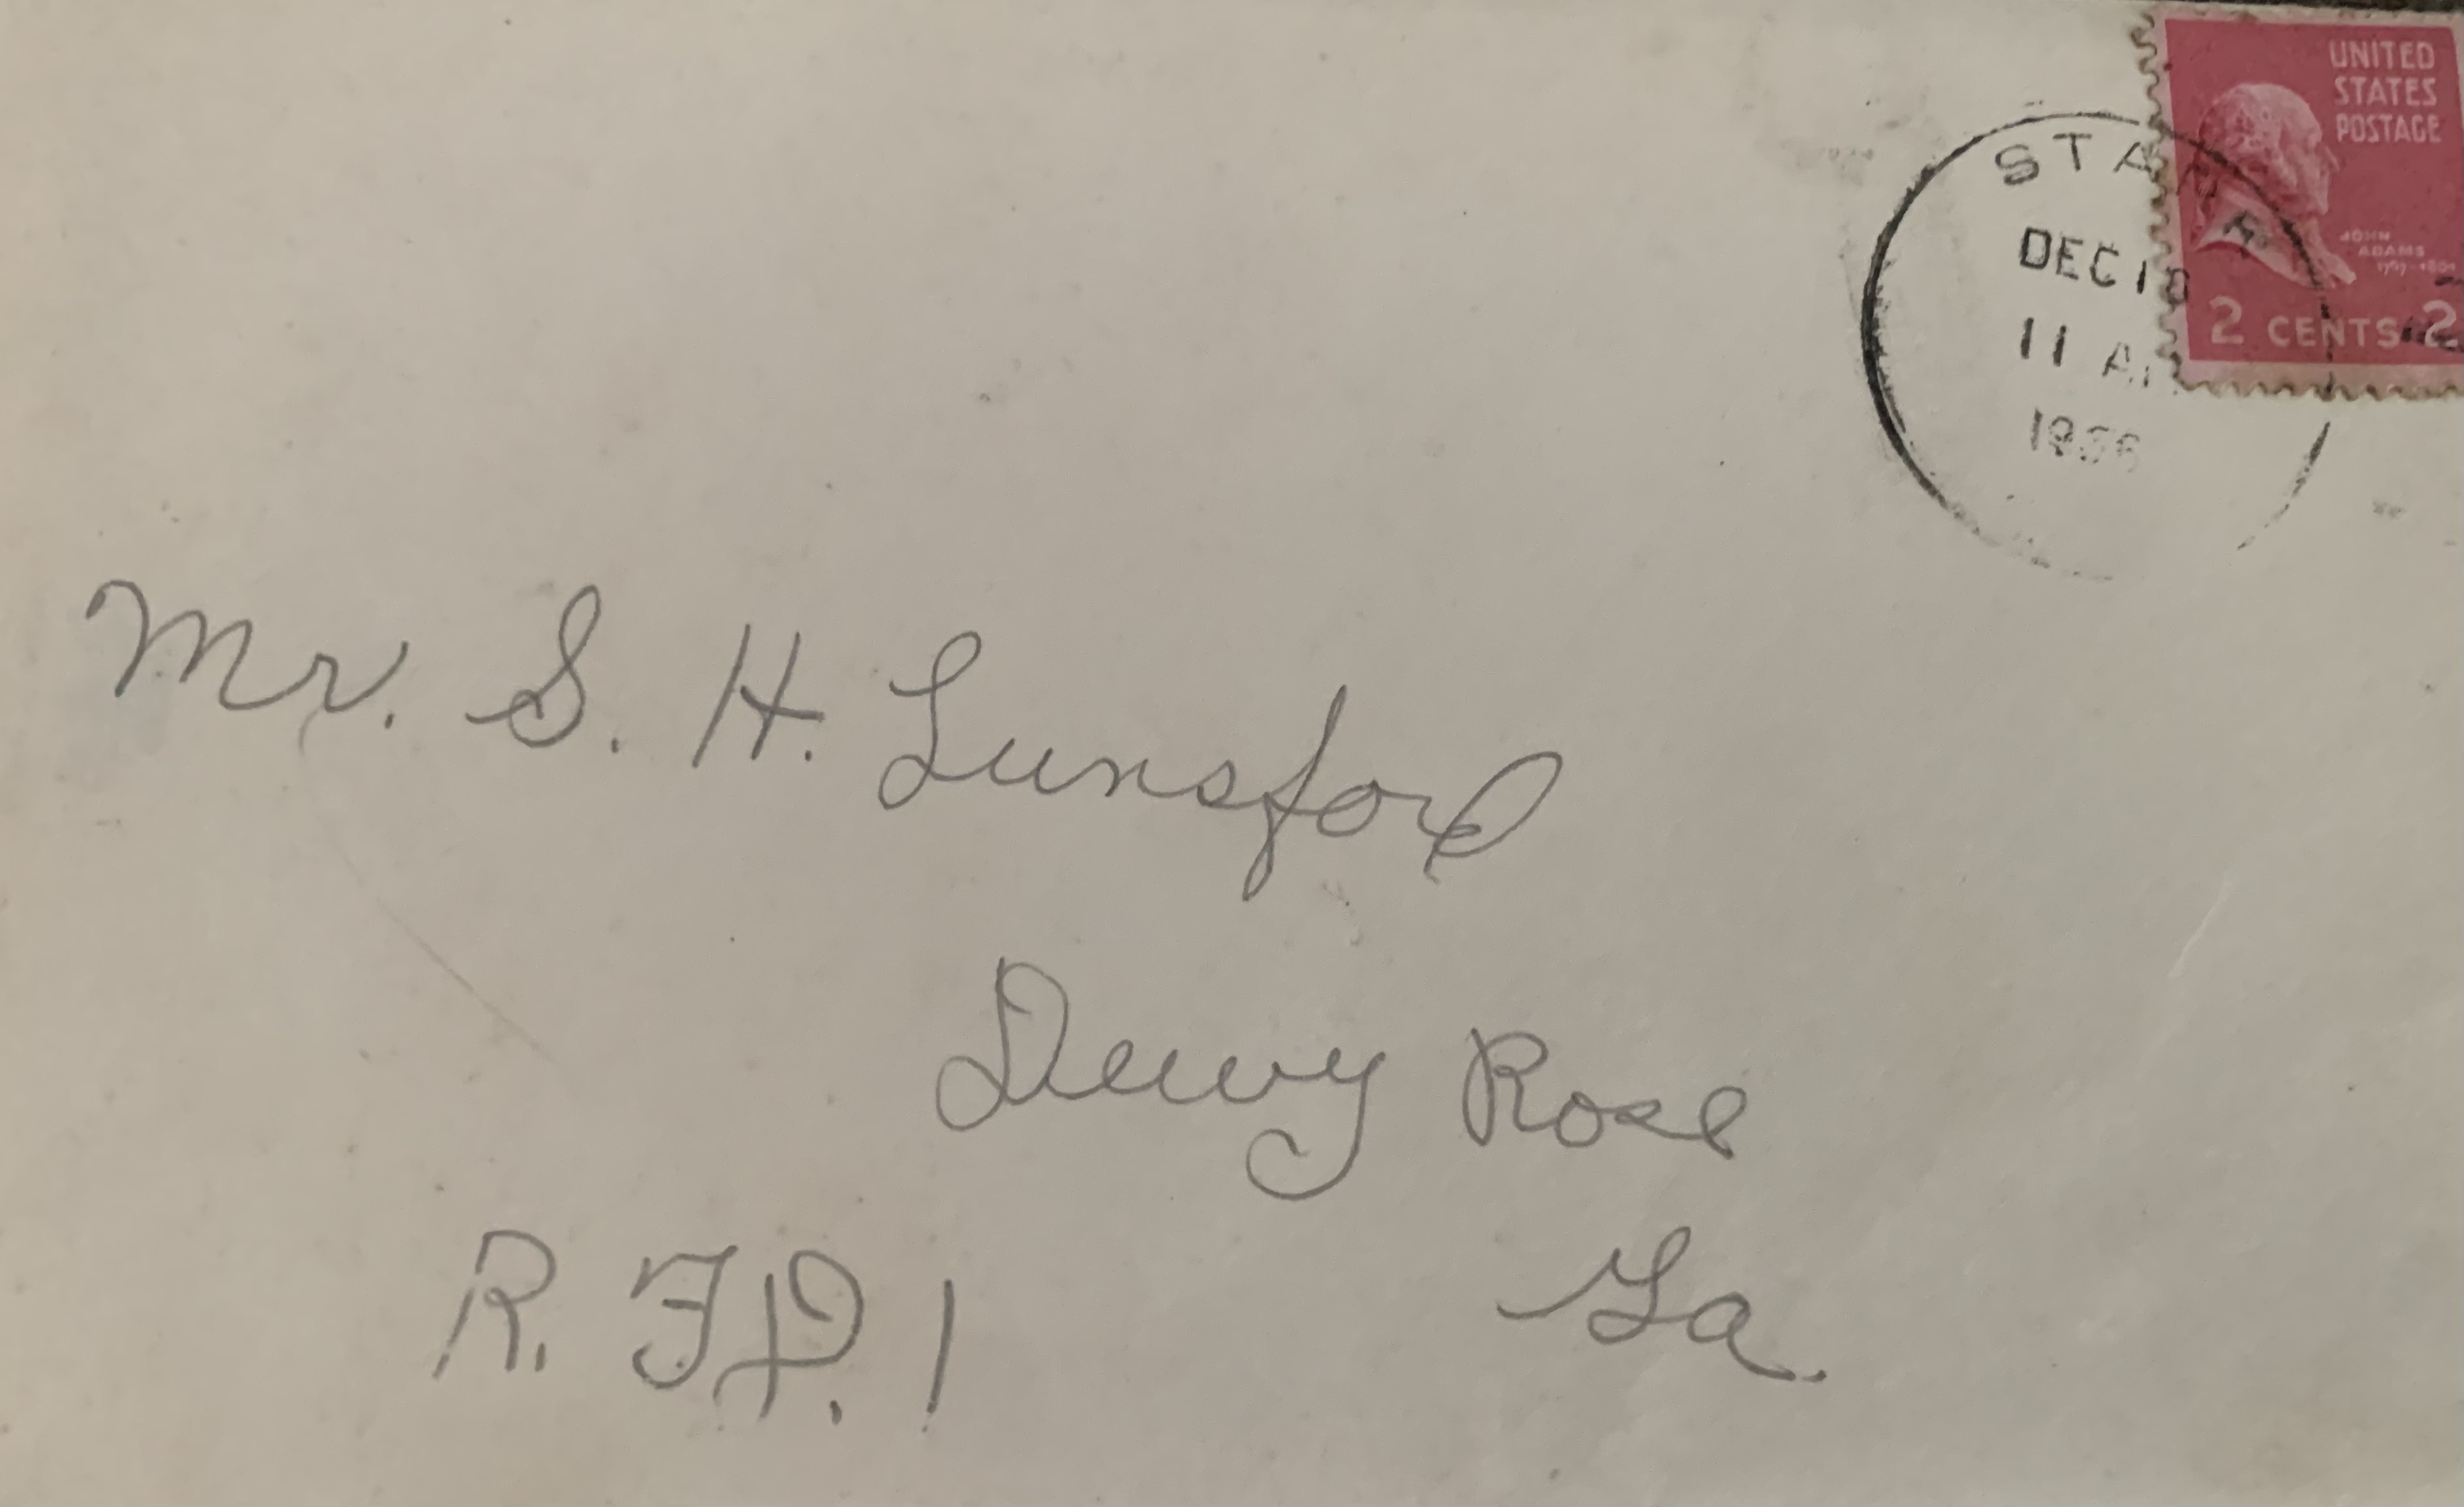 UNITED
STATES
POSTAGE
JOHN
ADAMS
2 CENTS 2
DEC
11
Mr. S. H. Lunsford
Dewy Rose
Ga.
R. F.D. 1